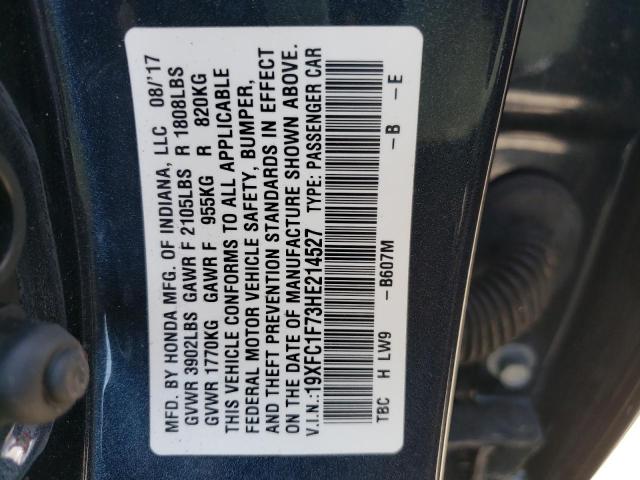 MFD. BY HONDA MFG. OF INDIANA, LLC 08/'17
GVWR 3902LBS GAWR F 2105LBS R 1808LBS
GVWR 1770KG GAWR F 955KG R 820KG
THIS VEHICLE CONFORMS TO ALL APPLICABLE
FEDERAL MOTOR VEHICLE SAFETY, BUMPER,
AND THEFT PREVENTION STANDARDS IN EFFECT
ON THE DATE OF MANUFACTURE SHOWN ABOVE.
V.I.N.:19XFC1F73HE214527 TYPE: PASSENGER CAR
TBC H LW9 -B607M -B -E